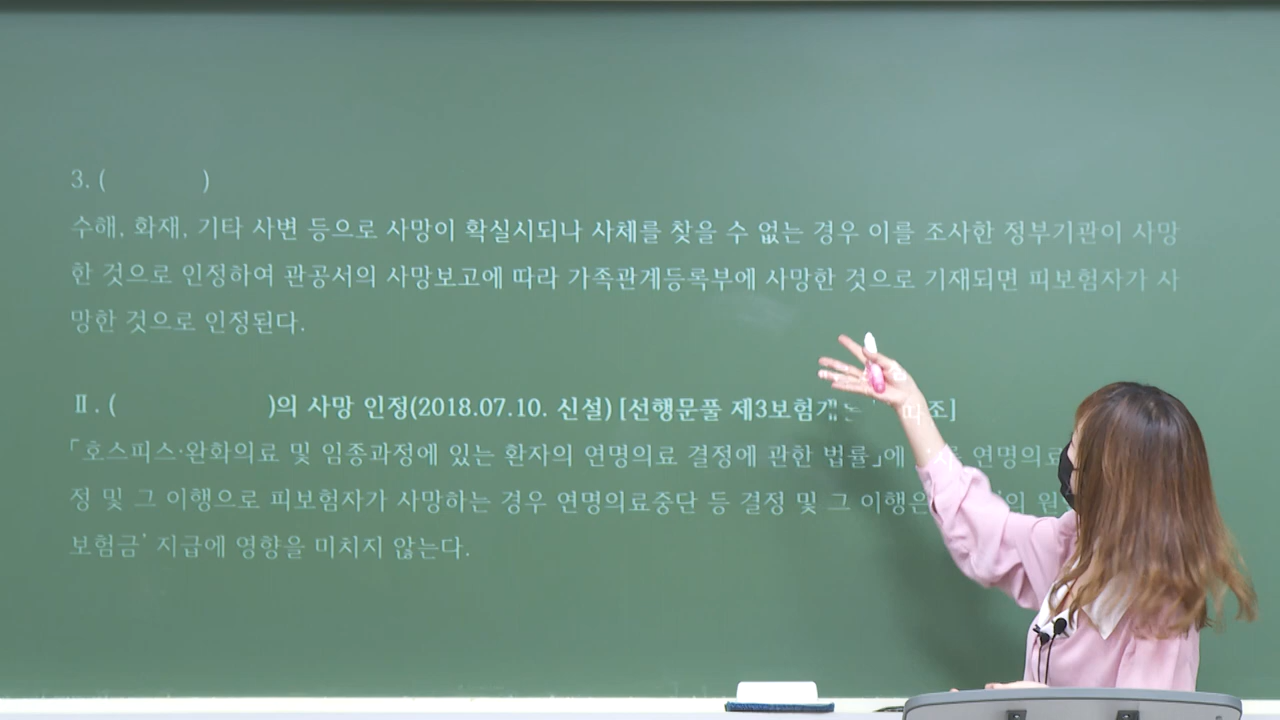 3. (            )
수해, 화재, 기타 사변 등으로 사망이 확실시되나 사체를 찾을 수 없는 경우 이를 조사한 정부기관이 사망
한 것으로 인정하여 관공서의 사망보고에 따라 가족관계등록부에 사망한 것으로 기재되면 피보험자가 사
망한 것으로 인정된다.
Ⅱ. (            )의 사망 인정(2018.07.10. 신설) [선행문풀 제3보험개론
「호스피스·완화의료 및 임종과정에 있는 환자의 연명의료 결정에 관한 법률」에 연명의료
정 및 그 이행으로 피보험자가 사망하는 경우 연명의료중단 등 결정 및 그 이행은
보험금' 지급에 영향을 미치지 않는다.